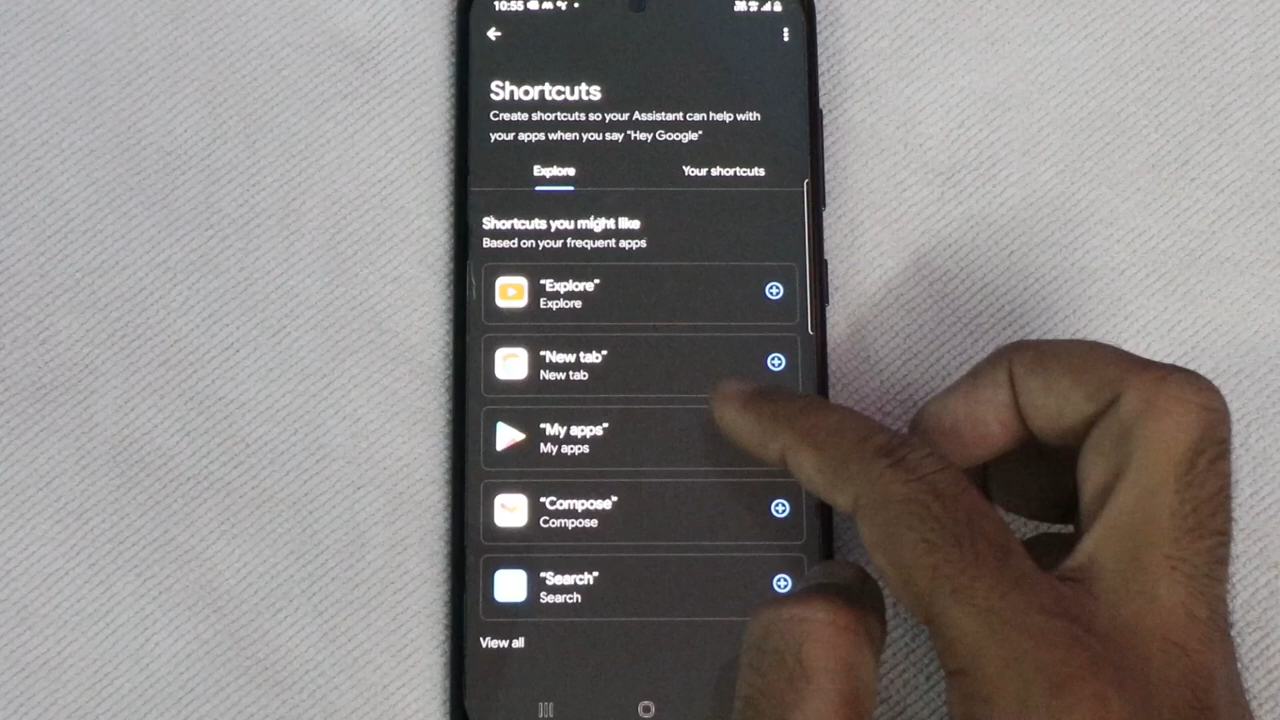 10:55
Shortcuts
Create shortcuts so your Assistant can help with
your apps when you say "Hey Google"
Explore
Your shortcuts
Shortcuts you might like
Based on your frequent apps
“Explore”
Explore
“New tab”
New tab
“My apps”
My apps
“Compose”
Compose
“Search”
Search
View all